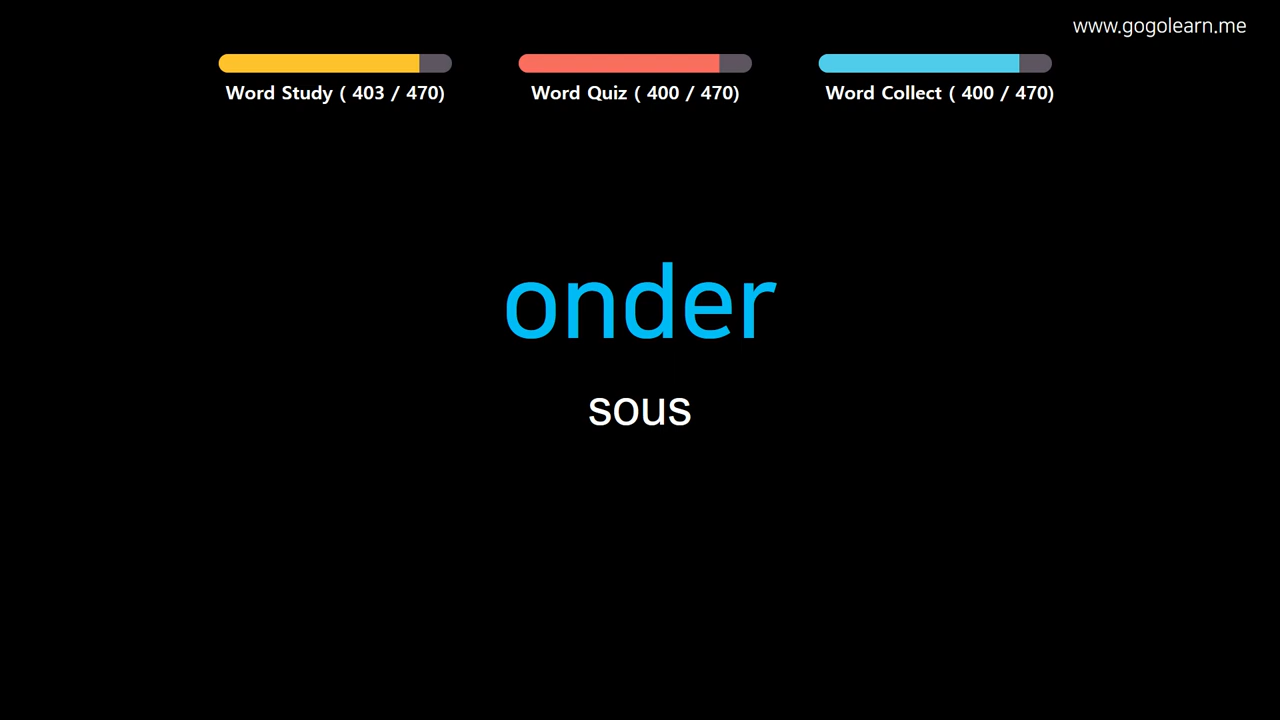 www.gogolearn.me
Word Study ( 403 / 470)
Word Quiz ( 400 / 470)
Word Collect ( 400 / 470)
onder
sous